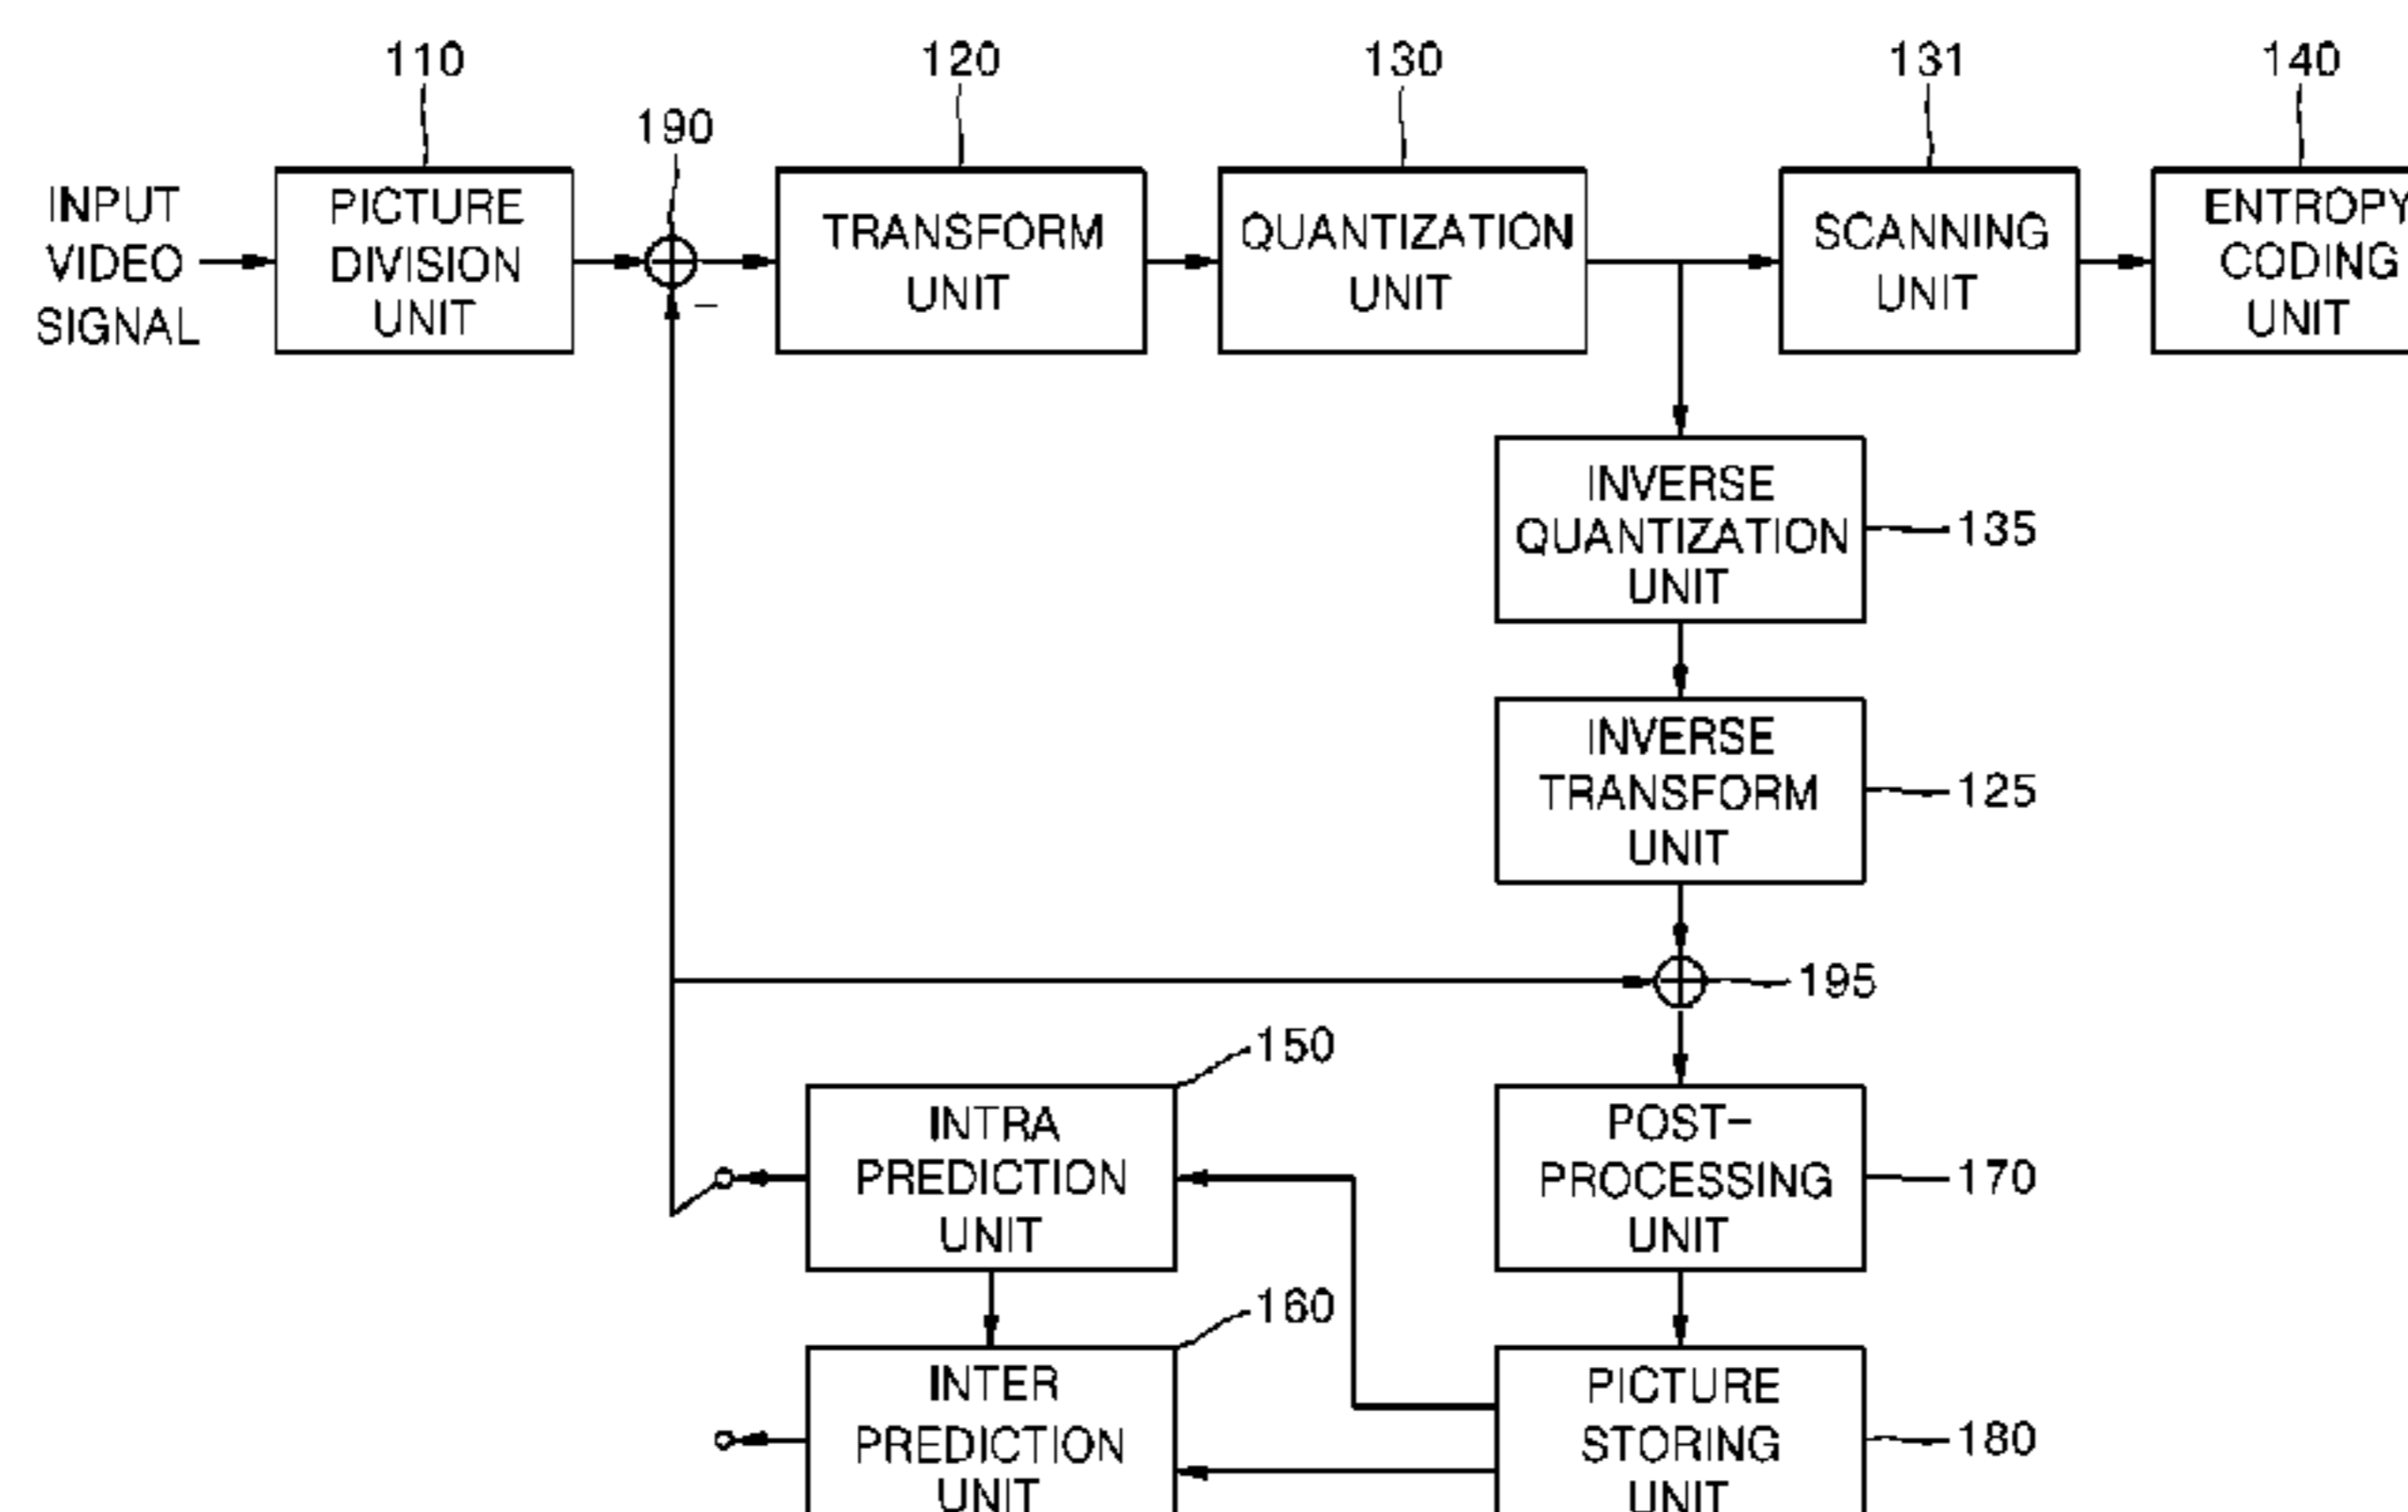 110
120
130
131
140
190
INPUT
VIDEO
SIGNAL
PICTURE
DIVISION
UNIT
–
TRANSFORM
UNIT
QUANTIZATION
UNIT
SCANNING
UNIT
ENTROPY
CODING
UNIT
INVERSE
QUANTIZATION
UNIT
135
INVERSE
TRANSFORM
UNIT
125
195
150
INTRA
PREDICTION
UNIT
POST–
PROCESSING
UNIT
170
160
INTER
PREDICTION
UNIT
PICTURE
STORING
UNIT
180